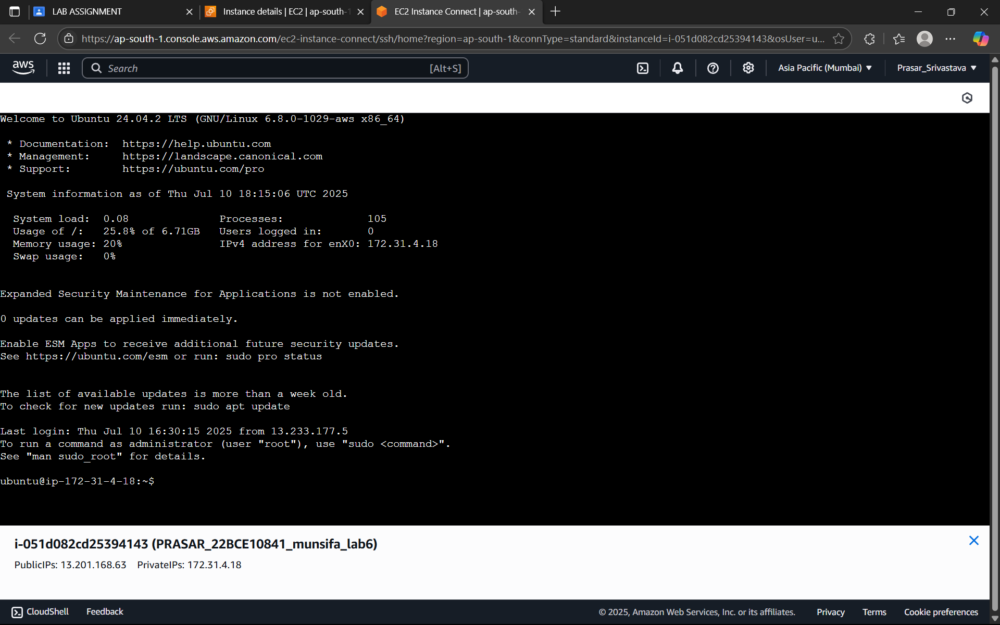 LAB ASSIGNMENT
Instance details | EC2 | ap-south-1
EC2 Instance Connect | ap-south-
https://ap-south-1.console.aws.amazon.com/ec2-instance-connect/ssh/home?region=ap-south-1&connType=standard&instanceId=i-051d082cd25394143&osUser=u...
aws
Search [Alt+S]
Asia Pacific (Mumbai)
Prasar_Srivastava
Welcome to Ubuntu 24.04.2 LTS (GNU/Linux 6.8.0-1029-aws x86_64)
* Documentation: https://help.ubuntu.com
* Management: https://landscape.canonical.com
* Support: https://ubuntu.com/pro
System information as of Thu Jul 10 18:15:06 UTC 2025
System load: 0.08 Processes: 105
Usage of /: 25.8% of 6.71GB Users logged in: 0
Memory usage: 20% IPv4 address for enX0: 172.31.4.18
Swap usage: 0%
Expanded Security Maintenance for Applications is not enabled.
0 updates can be applied immediately.
Enable ESM Apps to receive additional future security updates.
See https://ubuntu.com/esm or run: sudo pro status
The list of available updates is more than a week old.
To check for new updates run: sudo apt update
Last login: Thu Jul 10 16:30:15 2025 from 13.233.177.5
To run a command as administrator (user "root"), use "sudo <command>".
See "man sudo_root" for details.
ubuntu@ip-172-31-4-18:~$
i-051d082cd25394143 (PRASAR_22BCE10841_munsifa_lab6)
PublicIPs: 13.201.168.63 PrivateIPs: 172.31.4.18
CloudShell Feedback © 2025, Amazon Web Services, Inc. or its affiliates. Privacy Terms Cookie preferences